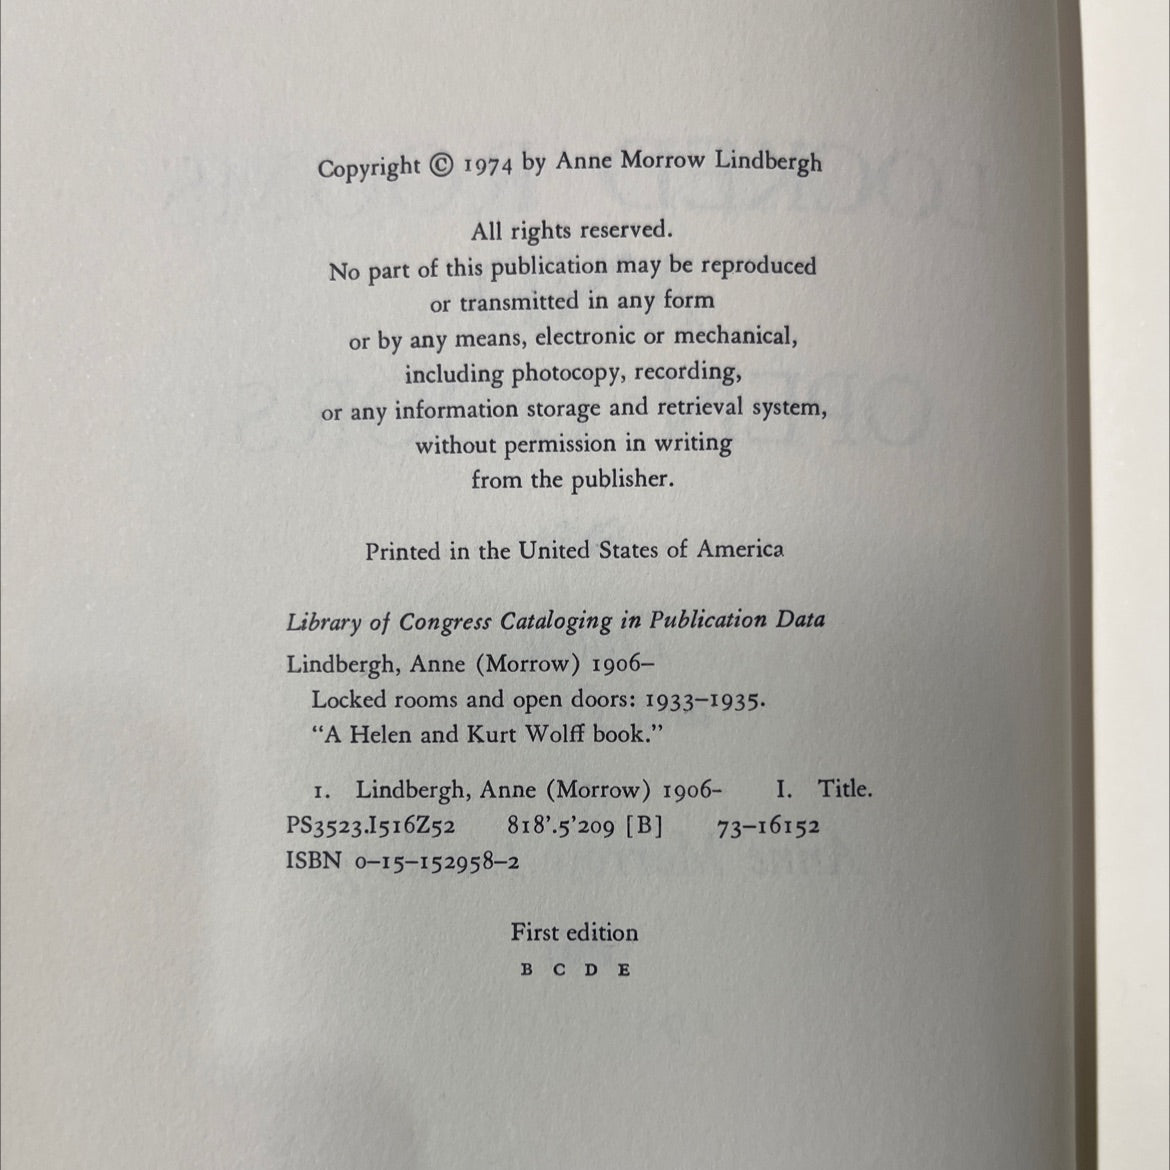 Copyright © 1974 by Anne Morrow Lindbergh
All rights reserved.
No part of this publication may be reproduced
or transmitted in any form
or by any means, electronic or mechanical,
including photocopy, recording,
or any information storage and retrieval system,
without permission in writing
from the publisher.
Printed in the United States of America
Library of Congress Cataloging in Publication Data
Lindbergh, Anne (Morrow) 1906–
Locked rooms and open doors: 1933–1935.
“A Helen and Kurt Wolff book.”
1. Lindbergh, Anne (Morrow) 1906- I. Title.
PS3523.I516Z52 818'.5'209 [B] 73–16152
ISBN 0–15–152958–2
First edition
B C D E